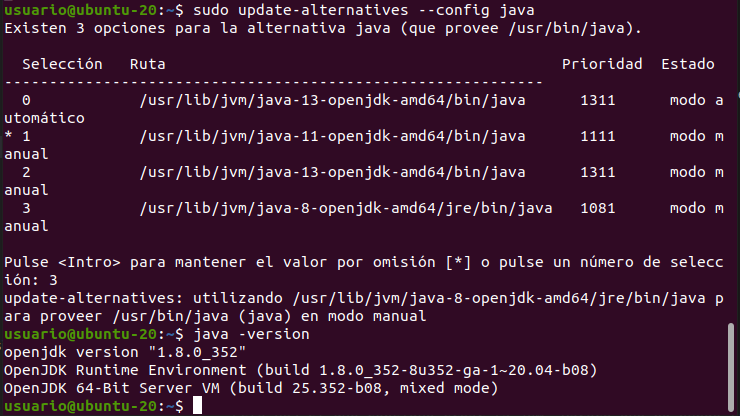 usuario@ubuntu-20:~$ sudo update-alternatives --config java
Existen 3 opciones para la alternativa java (que provee /usr/bin/java).
  Selección   Ruta                                            Prioridad  Estado
------------------------------------------------------------
  0            /usr/lib/jvm/java-13-openjdk-amd64/bin/java      1311      modo a
utomático
* 1            /usr/lib/jvm/java-11-openjdk-amd64/bin/java      1111      modo m
anual
  2            /usr/lib/jvm/java-13-openjdk-amd64/bin/java      1311      modo m
anual
  3            /usr/lib/jvm/java-8-openjdk-amd64/jre/bin/java   1081      modo m
anual
Pulse <Intro> para mantener el valor por omisión [*] o pulse un número de selecc
ión: 3
update-alternatives: utilizando /usr/lib/jvm/java-8-openjdk-amd64/jre/bin/java p
ara proveer /usr/bin/java (java) en modo manual
usuario@ubuntu-20:~$ java -version
openjdk version "1.8.0_352"
OpenJDK Runtime Environment (build 1.8.0_352-8u352-ga-1~20.04-b08)
OpenJDK 64-Bit Server VM (build 25.352-b08, mixed mode)
usuario@ubuntu-20:~$